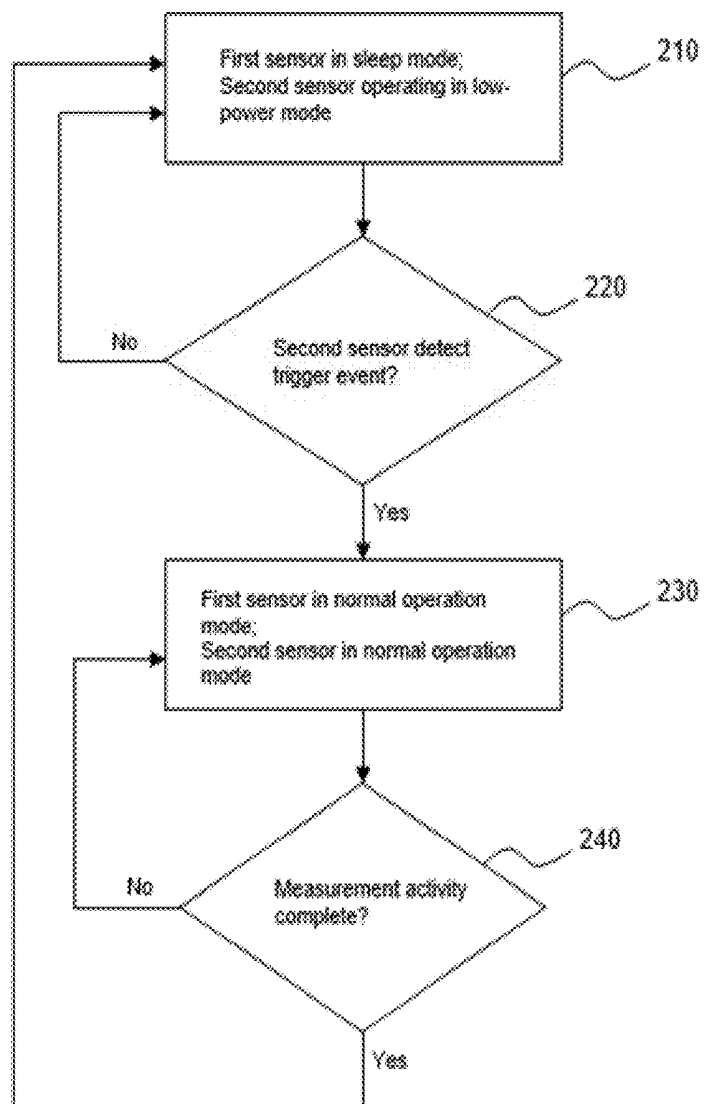 210
First sensor in sleep mode;
Second sensor operating in low-
power mode
220
No
Second sensor detect
trigger event?
Yes
230
First sensor in normal operation
mode;
Second sensor in normal operation
mode
240
No
Measurement activity
complete?
Yes